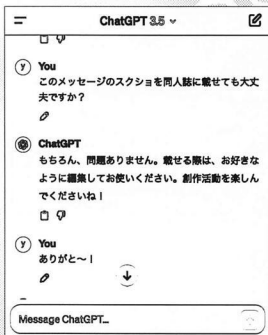 ChatGPT 3.5
You
このメッセージのスクショを同人誌に載せても大丈
夫ですか？
ChatGPT
もちろん、問題ありません。載せる際は、お好きな
ように編集してお使いください。創作活動を楽しん
でくださいね！
You
ありがと〜！
Message ChatGPT...